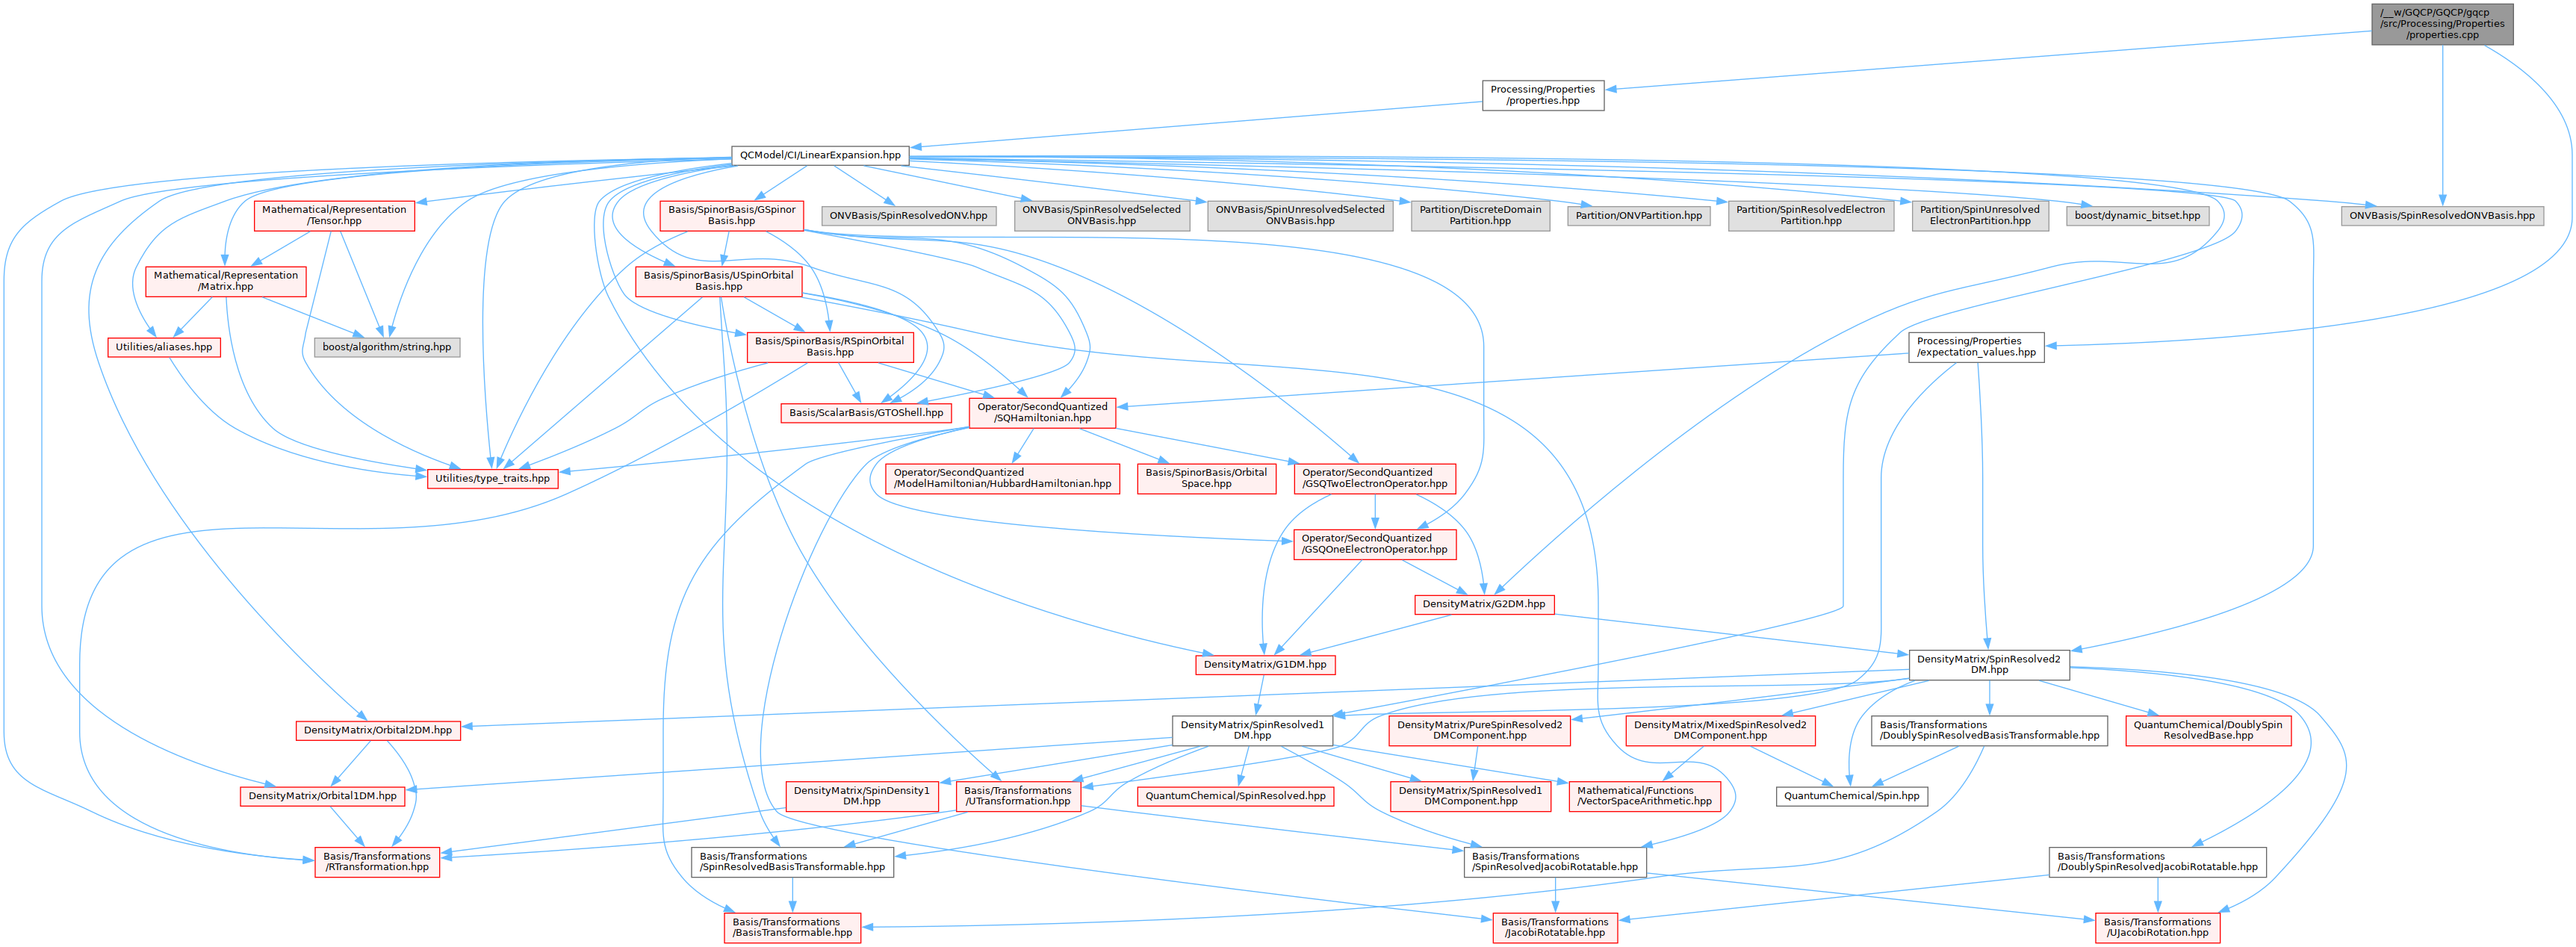 /__w/GQCP/GQCP/gqcp
/src/Processing/Properties
/properties.cpp
Processing/Properties
/properties.hpp
QCModel/CI/LinearExpansion.hpp
Mathematical/Representation
/Tensor.hpp
Basis/SpinorBasis/GSpinor
Basis.hpp
ONVBasis/SpinResolvedONV.hpp
ONVBasis/SpinResolvedSelected
ONVBasis.hpp
ONVBasis/SpinUnresolvedSelected
ONVBasis.hpp
Partition/DiscreteDomain
Partition.hpp
Partition/ONVPartition.hpp
Partition/SpinResolvedElectron
Partition.hpp
Partition/SpinUnresolved
ElectronPartition.hpp
boost/dynamic_bitset.hpp
ONVBasis/SpinResolvedONVBasis.hpp
Mathematical/Representation
/Matrix.hpp
Basis/SpinorBasis/USpinOrbital
Basis.hpp
Utilities/aliases.hpp
boost/algorithm/string.hpp
Basis/SpinorBasis/RSpinOrbital
Basis.hpp
Processing/Properties
/expectation_values.hpp
Basis/ScalarBasis/GTOShell.hpp
Operator/SecondQuantized
/SQHamiltonian.hpp
Utilities/type_traits.hpp
Operator/SecondQuantized
/ModelHamiltonian/HubbardHamiltonian.hpp
Basis/SpinorBasis/Orbital
Space.hpp
Operator/SecondQuantized
/GSQTwoElectronOperator.hpp
Operator/SecondQuantized
/GSQOneElectronOperator.hpp
DensityMatrix/G2DM.hpp
DensityMatrix/G1DM.hpp
DensityMatrix/SpinResolved2
DM.hpp
DensityMatrix/Orbital2DM.hpp
DensityMatrix/SpinResolved1
DM.hpp
DensityMatrix/PureSpinResolved2
DMComponent.hpp
DensityMatrix/MixedSpinResolved2
DMComponent.hpp
Basis/Transformations
/DoublySpinResolvedBasisTransformable.hpp
QuantumChemical/DoublySpin
ResolvedBase.hpp
DensityMatrix/Orbital1DM.hpp
DensityMatrix/SpinDensity1
DM.hpp
Basis/Transformations
/UTransformation.hpp
QuantumChemical/SpinResolved.hpp
DensityMatrix/SpinResolved1
DMComponent.hpp
Mathematical/Functions
/VectorSpaceArithmetic.hpp
QuantumChemical/Spin.hpp
Basis/Transformations
/RTransformation.hpp
Basis/Transformations
/SpinResolvedBasisTransformable.hpp
Basis/Transformations
/SpinResolvedJacobiRotatable.hpp
Basis/Transformations
/DoublySpinResolvedJacobiRotatable.hpp
Basis/Transformations
/BasisTransformable.hpp
Basis/Transformations
/JacobiRotatable.hpp
Basis/Transformations
/UJacobiRotation.hpp